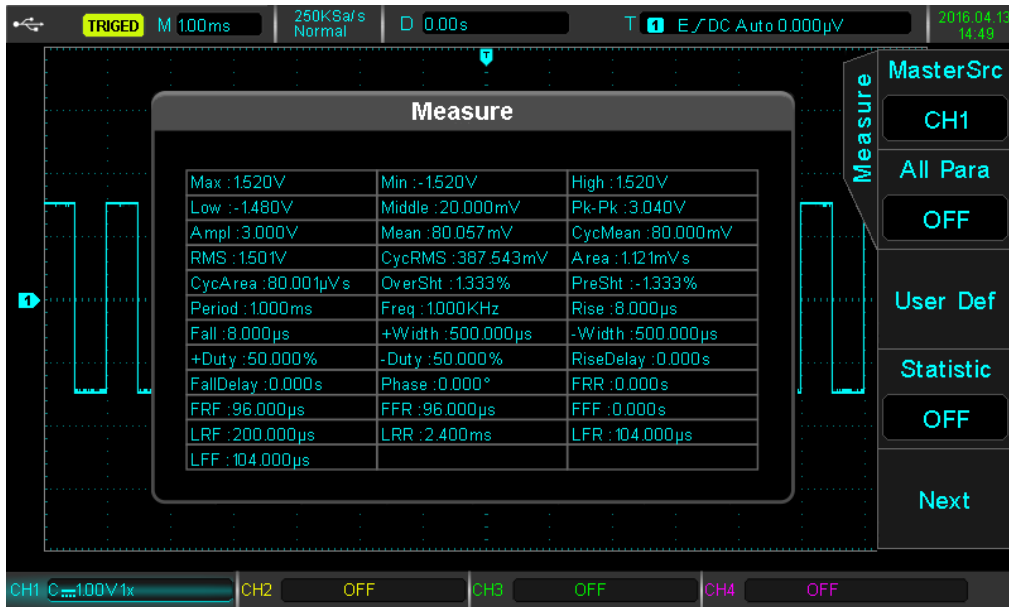 TRIGED M 1.00ms 250KSa/s Normal D 0.00s T 1 E DC Auto 0.000μV 2016.04.13 14:49
T
Measure
Max :1.520V Min :-1.520V High :1.520V
Low :-1.480V Middle :20.000mV Pk-Pk :3.040V
Ampl :3.000V Mean :80.057mV CycMean :80.000mV
RMS :1.501V CycRMS :387.543mV Area :1.121mVs
CycArea :80.001μVs OverSht :1.333% PreSht :-1.333%
Period :1.000ms Freq :1.000KHz Rise :8.000μs
Fall :8.000μs +Width :500.000μs -Width :500.000μs
+Duty :50.000% -Duty :50.000% RiseDelay :0.000s
FallDelay :0.000s Phase :0.000° FRR :0.000s
FRF :96.000μs FFR :96.000μs FFF :0.000s
LRF :200.000μs LRR :2.400ms LFR :104.000μs
LFF :104.000μs
1
Measure
MasterSrc
CH1
All Para
OFF
User Def
Statistic
OFF
Next
CH1 C 1.00V 1x CH2 OFF CH3 OFF CH4 OFF